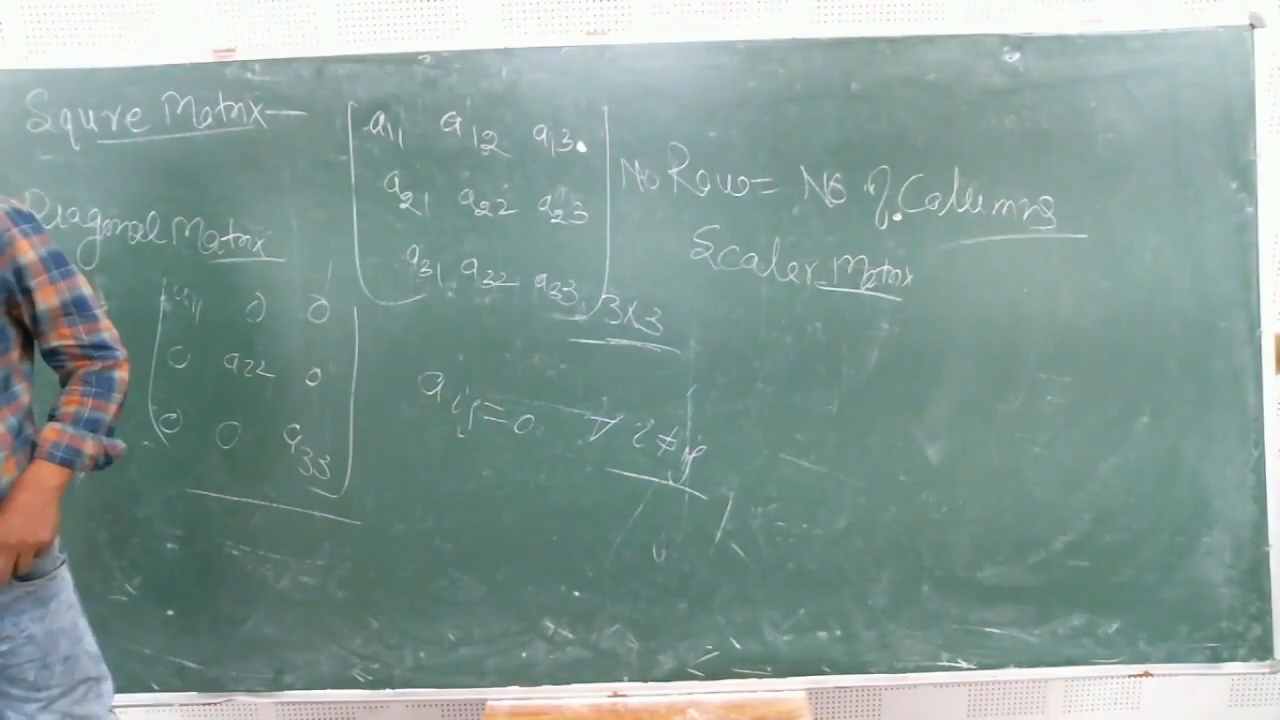 Squre Matrix—
a11 a12 a13
a21 a22 a23
a31 a32 a33
3x3
No Row = No of Collumns
Diagonal Matrix
a11 0 0
0 a22 0
0 0 a33
aij=0 ∀ i≠j
Scaler Matrix